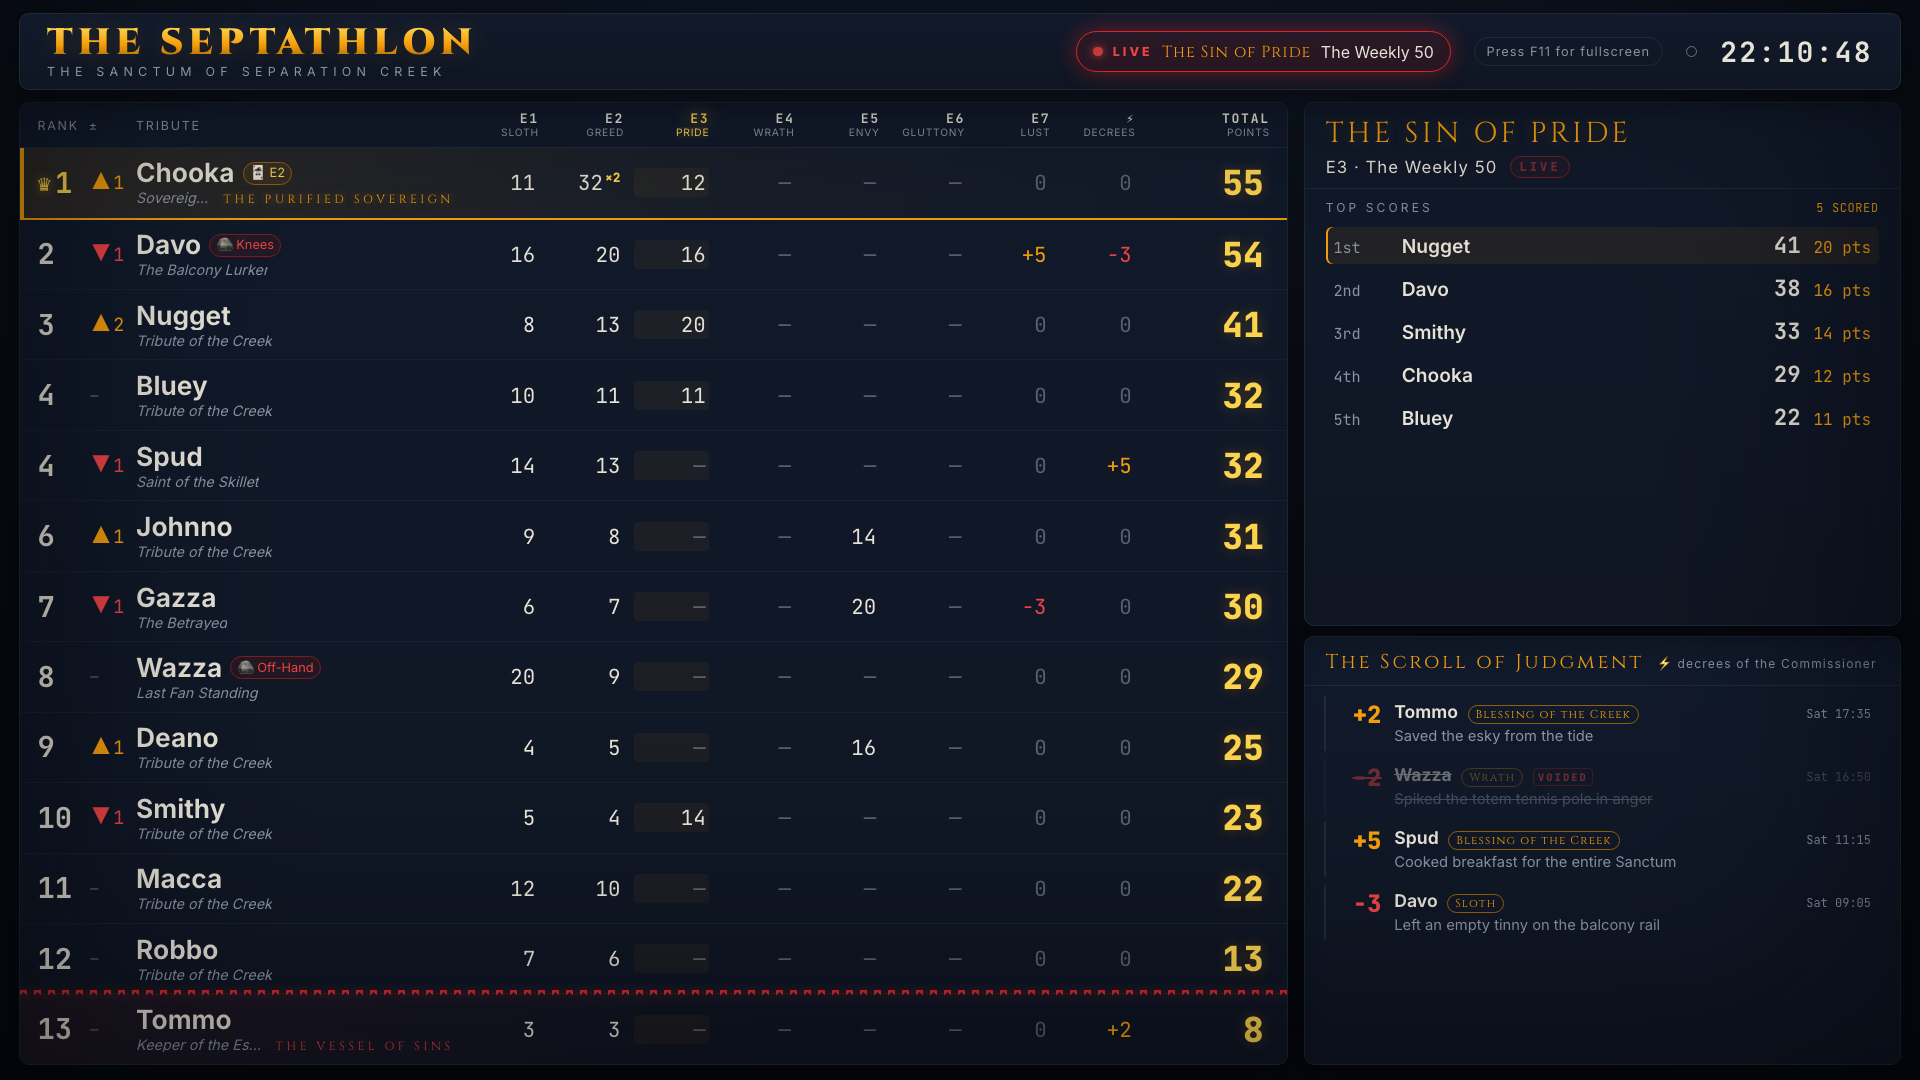 THE SEPTATHLON
THE SANCTUM OF SEPARATION CREEK
LIVE The Sin of Pride The Weekly 50
Press F11 for fullscreen
22:10:48
RANK ± TRIBUTE E1 SLOTH E2 GREED E3 PRIDE E4 WRATH E5 ENVY E6 GLUTTONY E7 LUST ⚡ DECREES TOTAL POINTS
♛1 ▲1 Chooka E2 11 32×2 12 — — — 0 0 55
Sovereig... THE PURIFIED SOVEREIGN
2 ▼1 Davo Knees 16 20 16 — — — +5 -3 54
The Balcony Lurker
3 ▲2 Nugget 8 13 20 — — — 0 0 41
Tribute of the Creek
4 – Bluey 10 11 11 — — — 0 0 32
Tribute of the Creek
4 ▼1 Spud 14 13 — — — — 0 +5 32
Saint of the Skillet
6 ▲1 Johnno 9 8 — — 14 — 0 0 31
Tribute of the Creek
7 ▼1 Gazza 6 7 — — 20 — -3 0 30
The Betrayed
8 – Wazza Off-Hand 20 9 — — — — 0 0 29
Last Fan Standing
9 ▲1 Deano 4 5 — — 16 — 0 0 25
Tribute of the Creek
10 ▼1 Smithy 5 4 14 — — — 0 0 23
Tribute of the Creek
11 – Macca 12 10 — — — — 0 0 22
Tribute of the Creek
12 – Robbo 7 6 — — — — 0 0 13
Tribute of the Creek
13 – Tommo 3 3 — — — — 0 +2 8
Keeper of the Es... THE VESSEL OF SINS
THE SIN OF PRIDE
E3 · The Weekly 50 LIVE
TOP SCORES 5 SCORED
1st Nugget 41 20 pts
2nd Davo 38 16 pts
3rd Smithy 33 14 pts
4th Chooka 29 12 pts
5th Bluey 22 11 pts
The Scroll of Judgment ⚡ decrees of the Commissioner
+2 Tommo Blessing of the Creek Sat 17:35
Saved the esky from the tide
-2 Wazza Wrath VOIDED Sat 16:50
Spiked the totem tennis pole in anger
+5 Spud Blessing of the Creek Sat 11:15
Cooked breakfast for the entire Sanctum
-3 Davo Sloth Sat 09:05
Left an empty tinny on the balcony rail